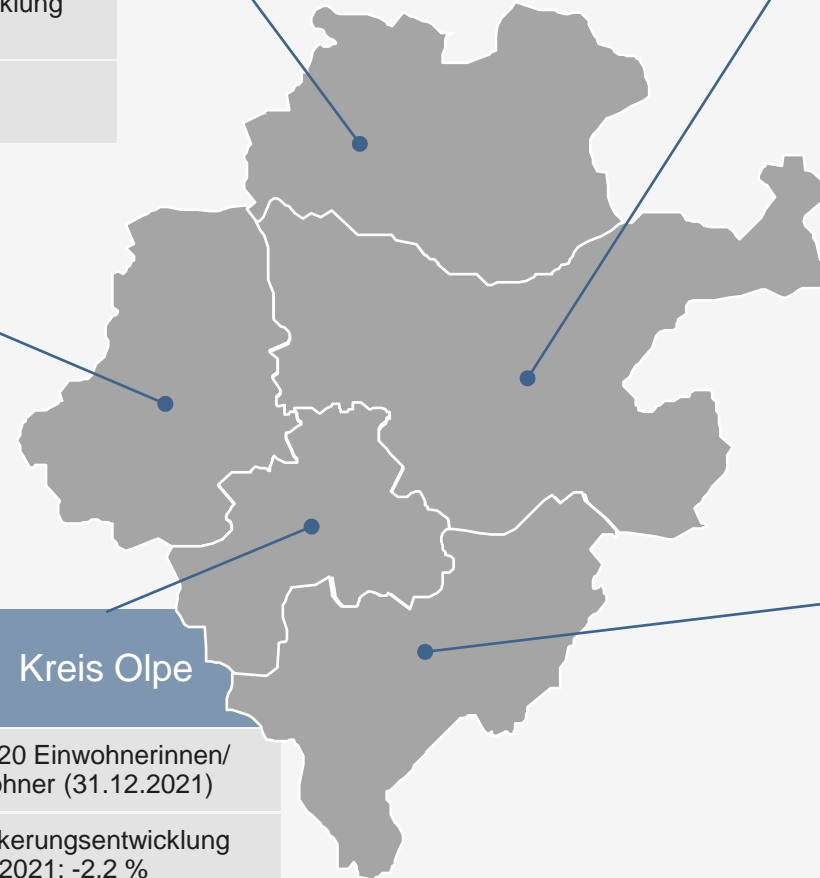 klung
Kreis Olpe
20 Einwohnerinnen/
ohner (31.12.2021)
kerungsentwicklung
2021: -2,2 %